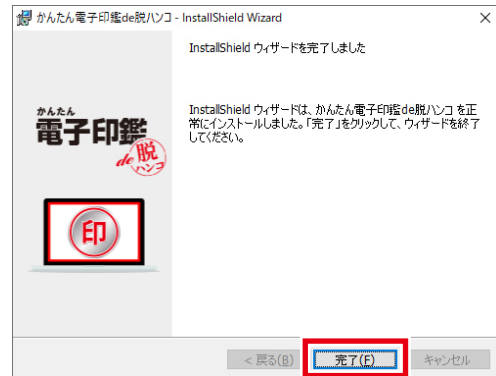 かんたん電子印鑑de脱ハンコ - InstallShield Wizard
InstallShield ウィザードを完了しました
InstallShield ウィザードは、かんたん電子印鑑de脱ハンコ を正
常にインストールしました。「完了」をクリックして、ウィザードを終了
してください。
かんたん
電子印鑑
de 脱
ハンコ
印
< 戻る(B)
完了(F)
キャンセル